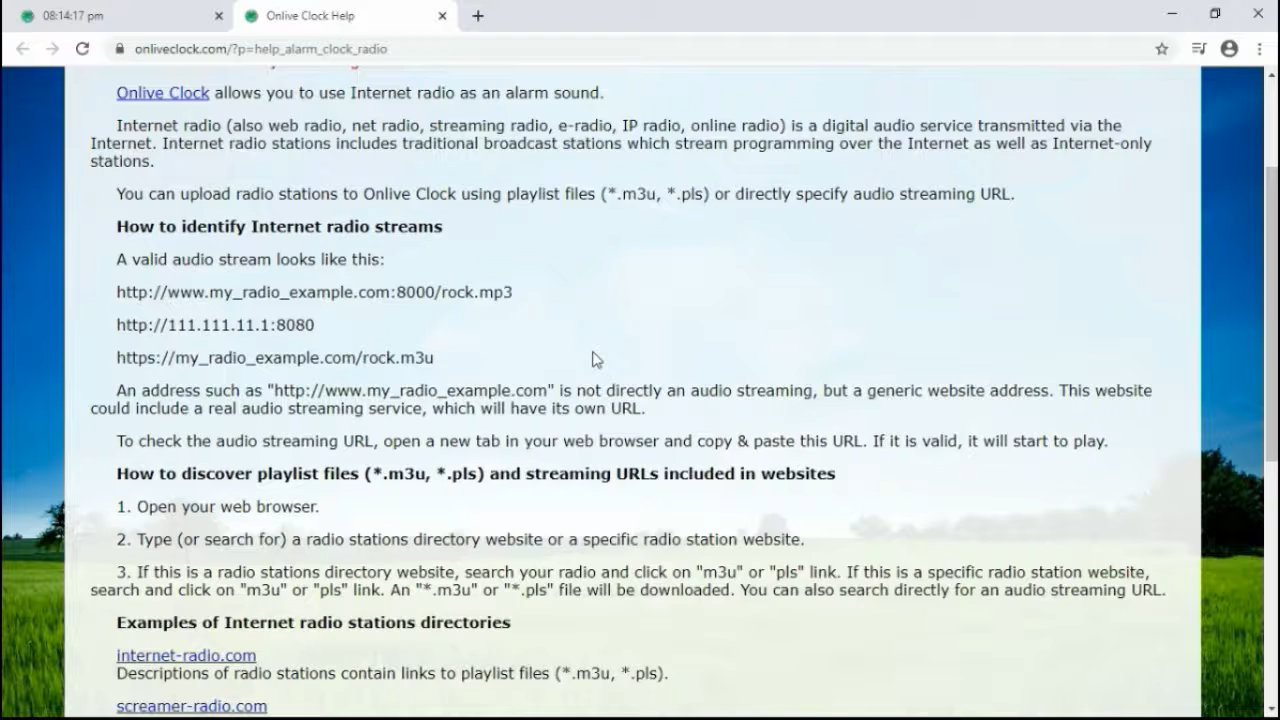 08:14:17 pm
Onlive Clock Help
onliveclock.com/?p=help_alarm_clock_radio
Onlive Clock allows you to use Internet radio as an alarm sound.
Internet radio (also web radio, net radio, streaming radio, e-radio, IP radio, online radio) is a digital audio service transmitted via the
Internet. Internet radio stations includes traditional broadcast stations which stream programming over the Internet as well as Internet-only
stations.
You can upload radio stations to Onlive Clock using playlist files (*.m3u, *.pls) or directly specify audio streaming URL.
How to identify Internet radio streams
A valid audio stream looks like this:
http://www.my_radio_example.com:8000/rock.mp3
http://111.111.11.1:8080
https://my_radio_example.com/rock.m3u
An address such as "http://www.my_radio_example.com" is not directly an audio streaming, but a generic website address. This website
could include a real audio streaming service, which will have its own URL.
To check the audio streaming URL, open a new tab in your web browser and copy & paste this URL. If it is valid, it will start to play.
How to discover playlist files (*.m3u, *.pls) and streaming URLs included in websites
1. Open your web browser.
2. Type (or search for) a radio stations directory website or a specific radio station website.
3. If this is a radio stations directory website, search your radio and click on "m3u" or "pls" link. If this is a specific radio station website,
search and click on "m3u" or "pls" link. An "*.m3u" or "*.pls" file will be downloaded. You can also search directly for an audio streaming URL.
Examples of Internet radio stations directories
internet-radio.com
Descriptions of radio stations contain links to playlist files (*.m3u, *.pls).
screamer-radio.com